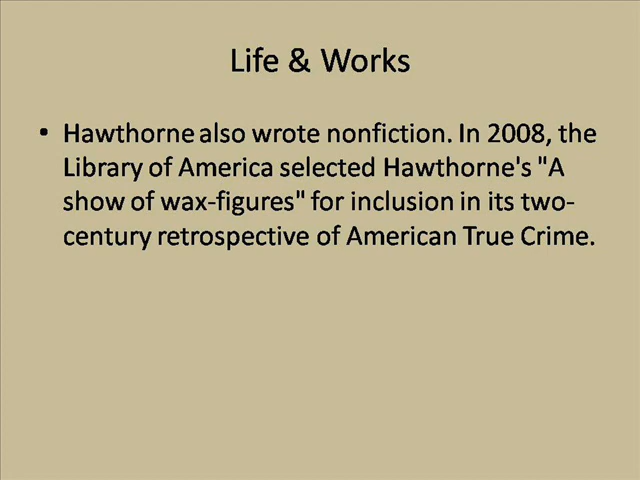 Life & Works
• Hawthorne also wrote nonfiction. In 2008, the
Library of America selected Hawthorne's "A
show of wax-figures" for inclusion in its two-
century retrospective of American True Crime.